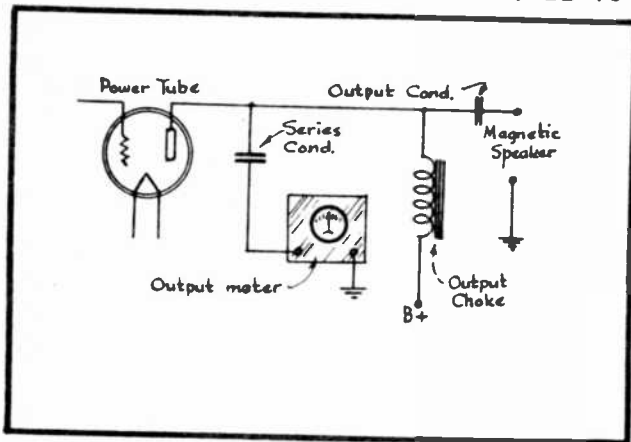 Power Tube
Output Cond.
Series
Cond.
Magnetic
Speaker
Output meter
Output
Choke
B+